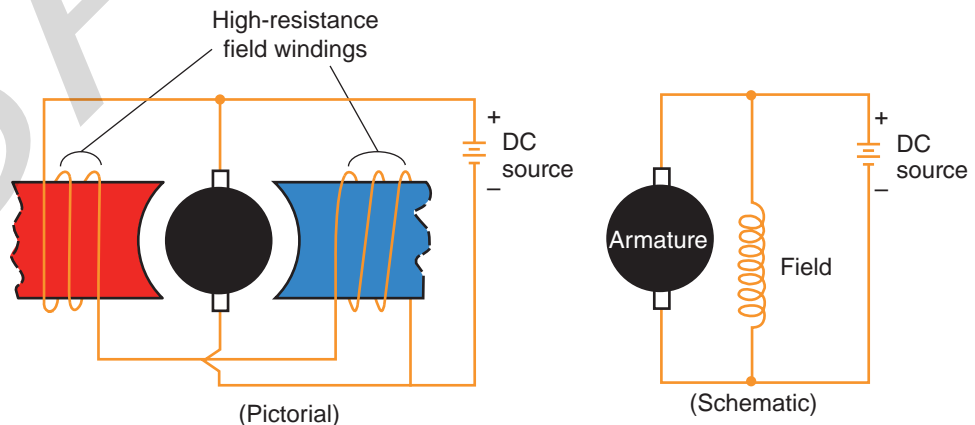 High-resistance
field windings
+
DC
source
–
(Pictorial)
+
DC
source
–
Armature
Field
(Schematic)